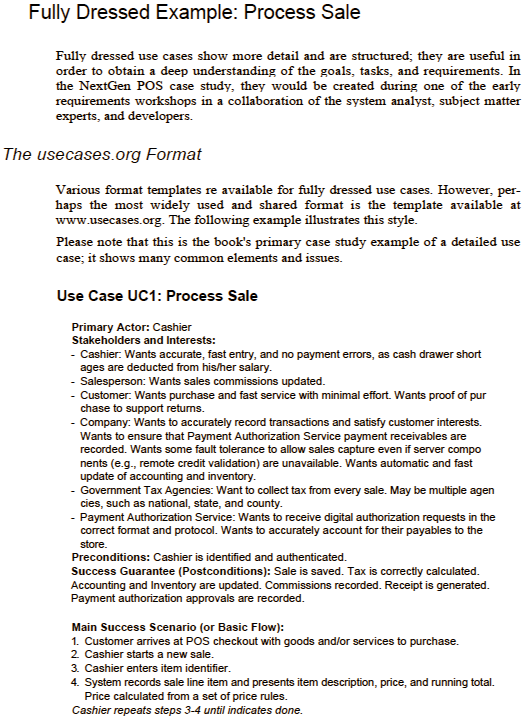 Fully Dressed Example: Process Sale
Fully dressed use cases show more detail and are structured; they are useful in
order to obtain a deep understanding of the goals, tasks, and requirements. In
the NextGen POS case study, they would be created during one of the early
requirements workshops in a collaboration of the system analyst, subject matter
experts, and developers.
The usecases.org Format
Various format templates re available for fully dressed use cases. However, per-
haps the most widely used and shared format is the template available at
www.usecases.org. The following example illustrates this style.
Please note that this is the book's primary case study example of a detailed use
case; it shows many common elements and issues.
Use Case UC1: Process Sale
Primary Actor: Cashier
Stakeholders and Interests:
- Cashier: Wants accurate, fast entry, and no payment errors, as cash drawer short
ages are deducted from his/her salary.
- Salesperson: Wants sales commissions updated.
- Customer: Wants purchase and fast service with minimal effort. Wants proof of pur
chase to support returns.
- Company: Wants to accurately record transactions and satisfy customer interests.
Wants to ensure that Payment Authorization Service payment receivables are
recorded. Wants some fault tolerance to allow sales capture even if server compo
nents (e.g., remote credit validation) are unavailable. Wants automatic and fast
update of accounting and inventory.
- Government Tax Agencies: Want to collect tax from every sale. May be multiple agen
cies, such as national, state, and county.
- Payment Authorization Service: Wants to receive digital authorization requests in the
correct format and protocol. Wants to accurately account for their payables to the
store.
Preconditions: Cashier is identified and authenticated.
Success Guarantee (Postconditions): Sale is saved. Tax is correctly calculated.
Accounting and Inventory are updated. Commissions recorded. Receipt is generated.
Payment authorization approvals are recorded.
Main Success Scenario (or Basic Flow):
1. Customer arrives at POS checkout with goods and/or services to purchase.
2. Cashier starts a new sale.
3. Cashier enters item identifier.
4. System records sale line item and presents item description, price, and running total.
Price calculated from a set of price rules.
Cashier repeats steps 3-4 until indicates done.